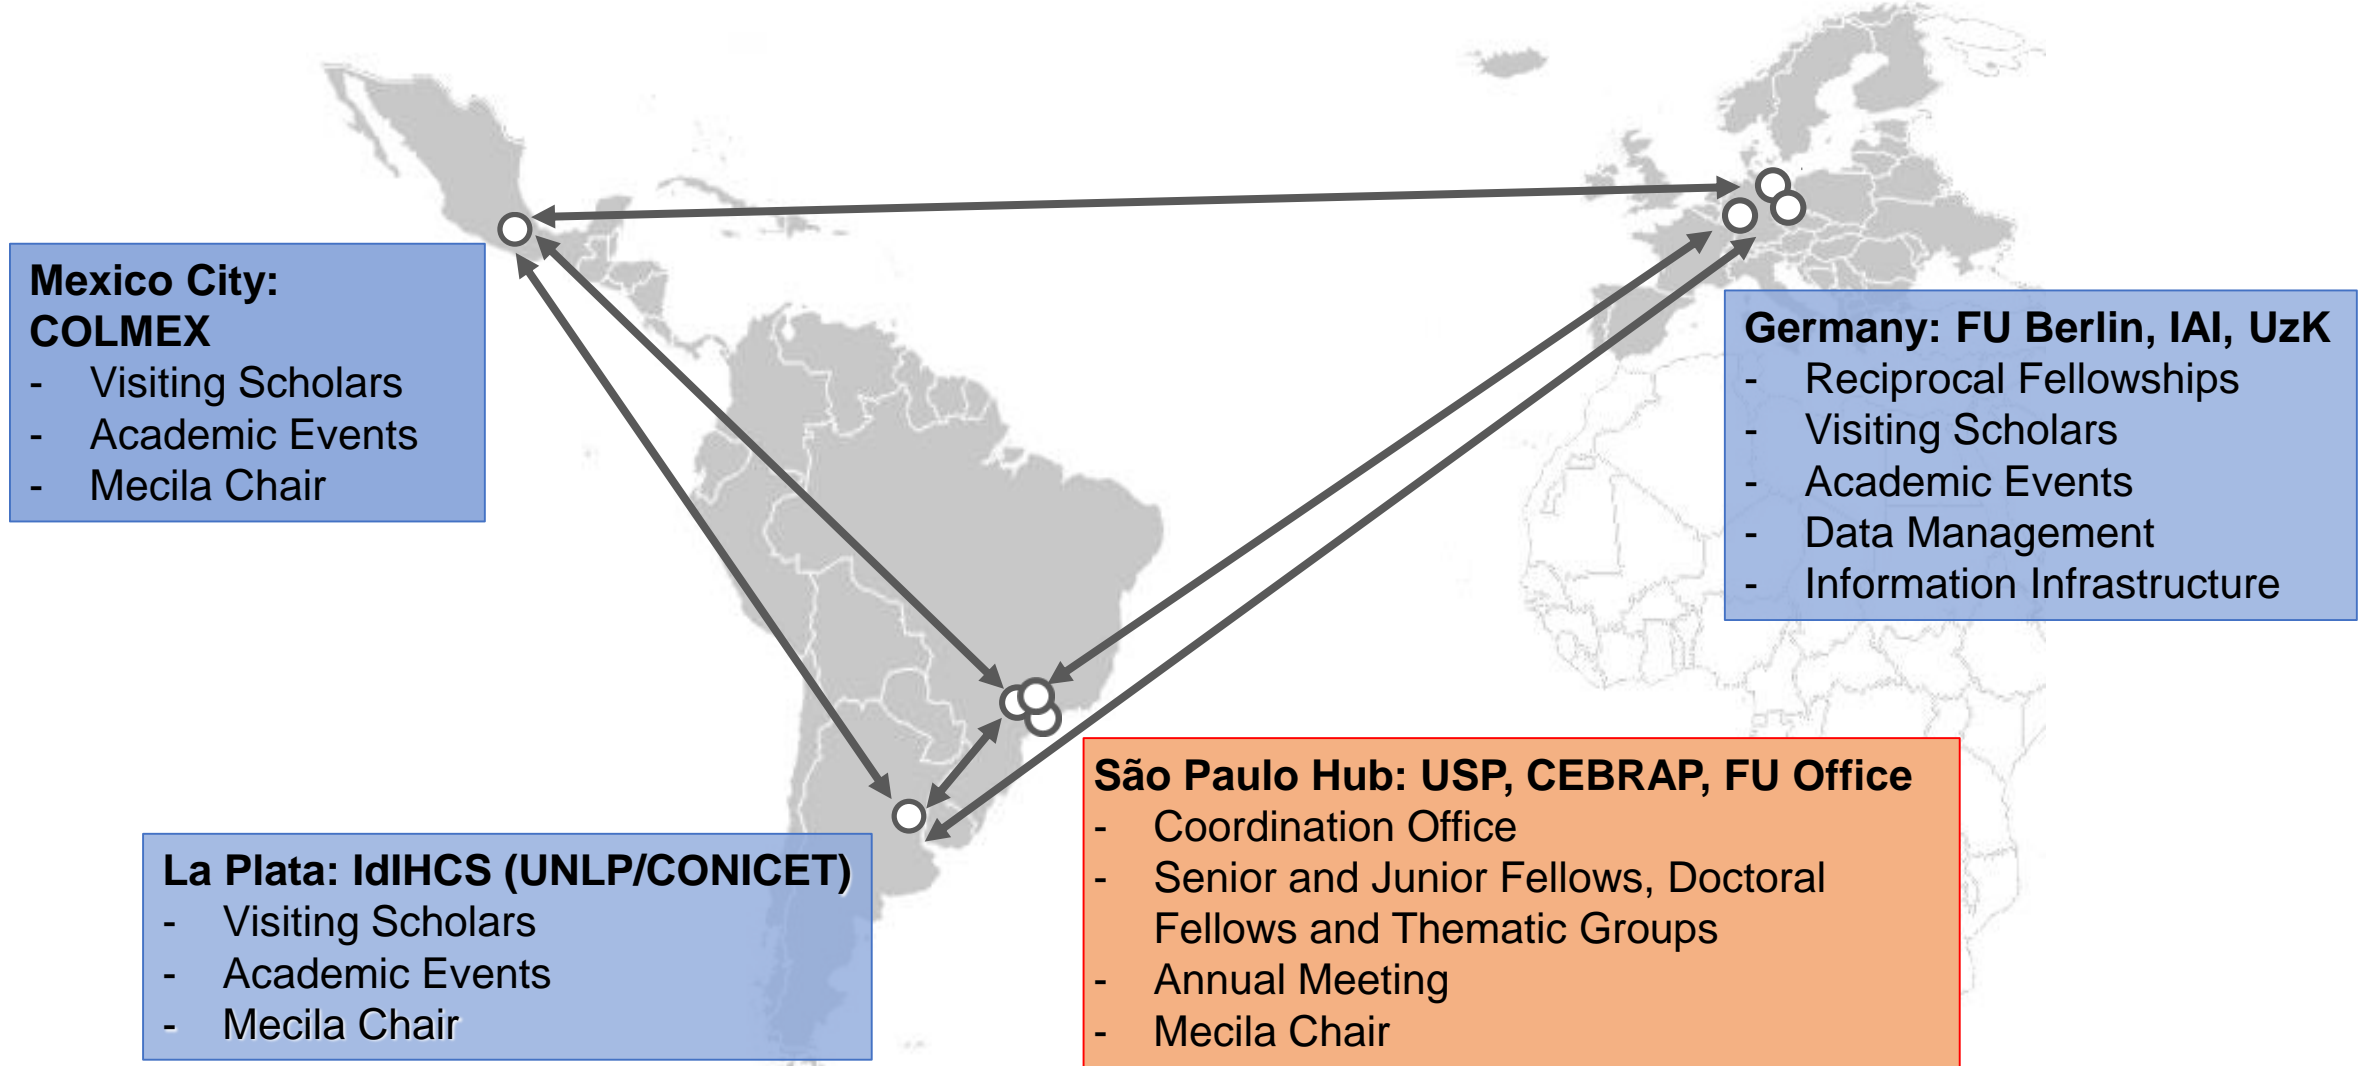 Mexico City:
COLMEX
- Visiting Scholars
- Academic Events
- Mecila Chair
Germany: FU Berlin, IAI, UzK
- Reciprocal Fellowships
- Visiting Scholars
- Academic Events
- Data Management
- Information Infrastructure
La Plata: IdIHCS (UNLP/CONICET)
- Visiting Scholars
- Academic Events
- Mecila Chair
São Paulo Hub: USP, CEBRAP, FU Office
- Coordination Office
- Senior and Junior Fellows, Doctoral
Fellows and Thematic Groups
- Annual Meeting
- Mecila Chair